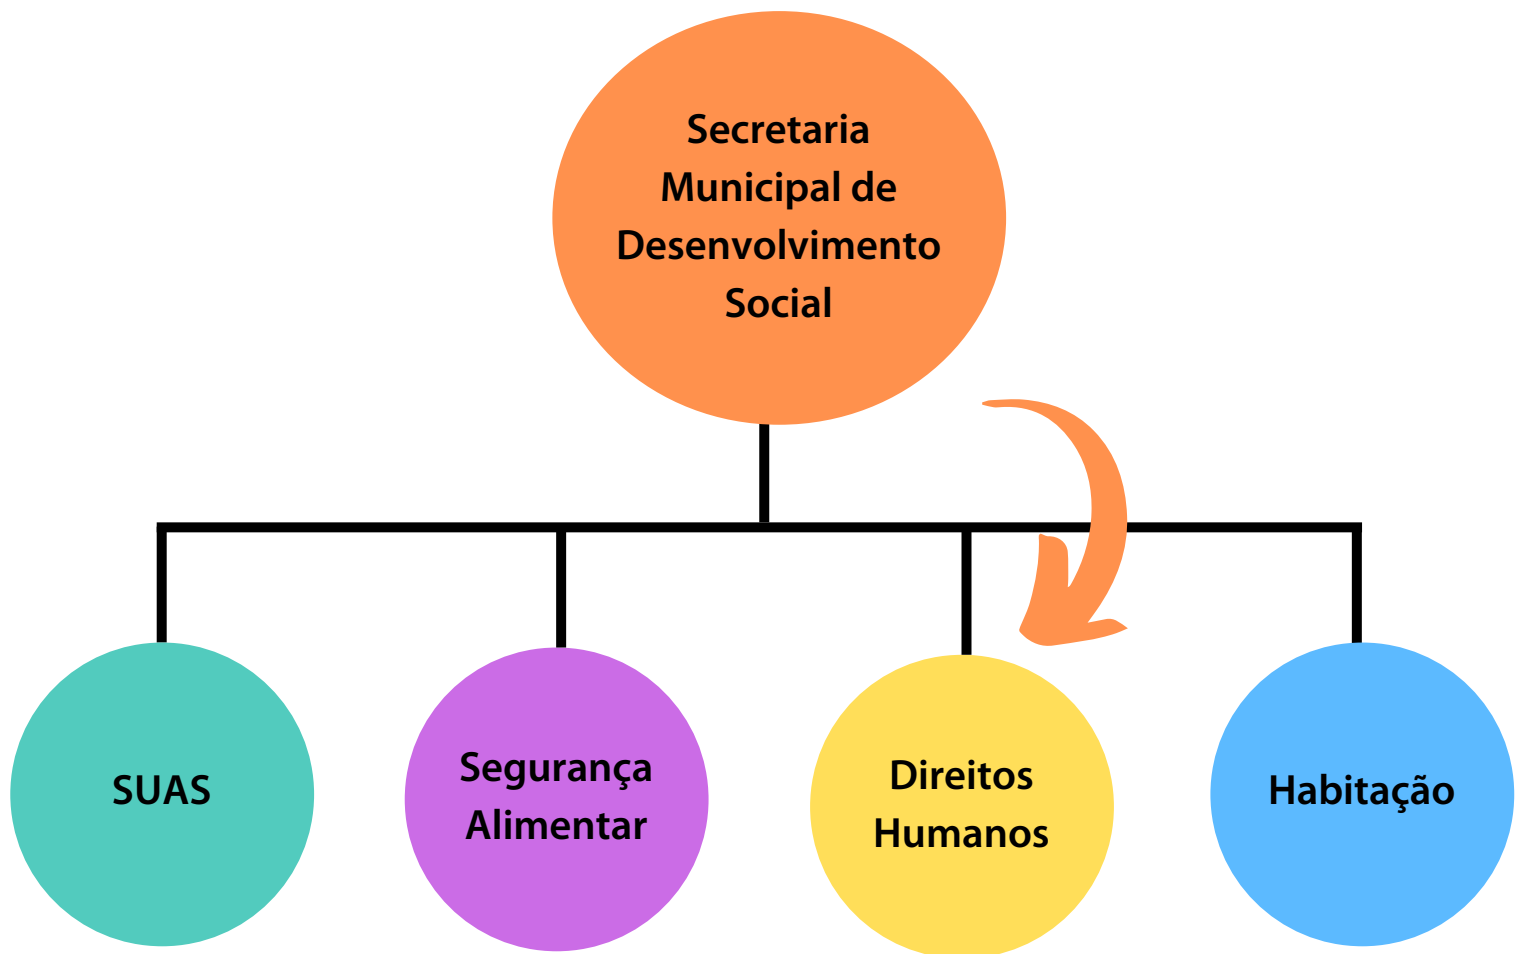 Secretaria
Municipal de
Desenvolvimento
Social
SUAS
Segurança
Alimentar
Direitos
Humanos
Habitação